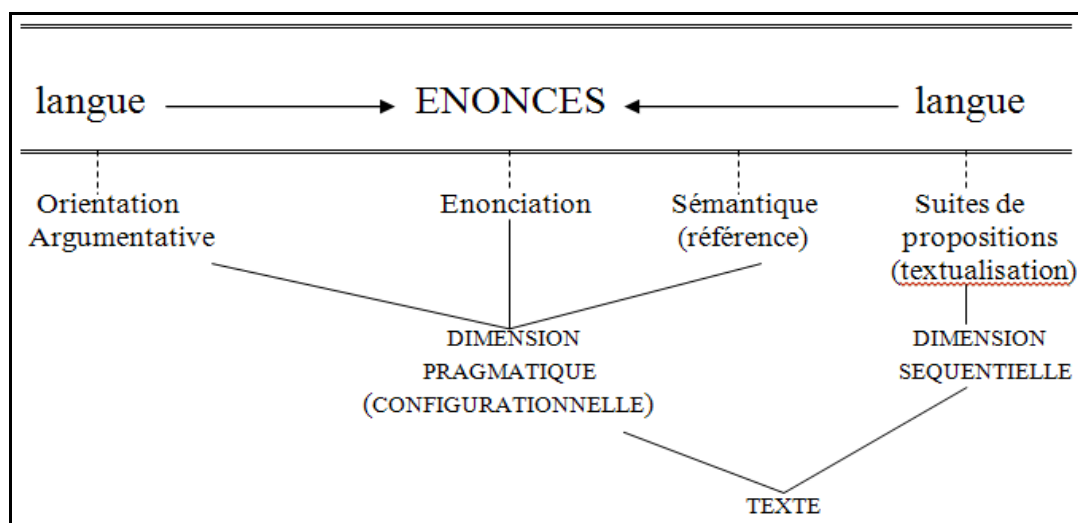 langue ENONCES langue
Orientation Enonciation Sémantique Suites de
Argumentative (référence) propositions
(textualisation)
DIMENSION DIMENSION
PRAGMATIQUE SEQUENTIELLE
(CONFIGURATIONNELLE)
TEXTE